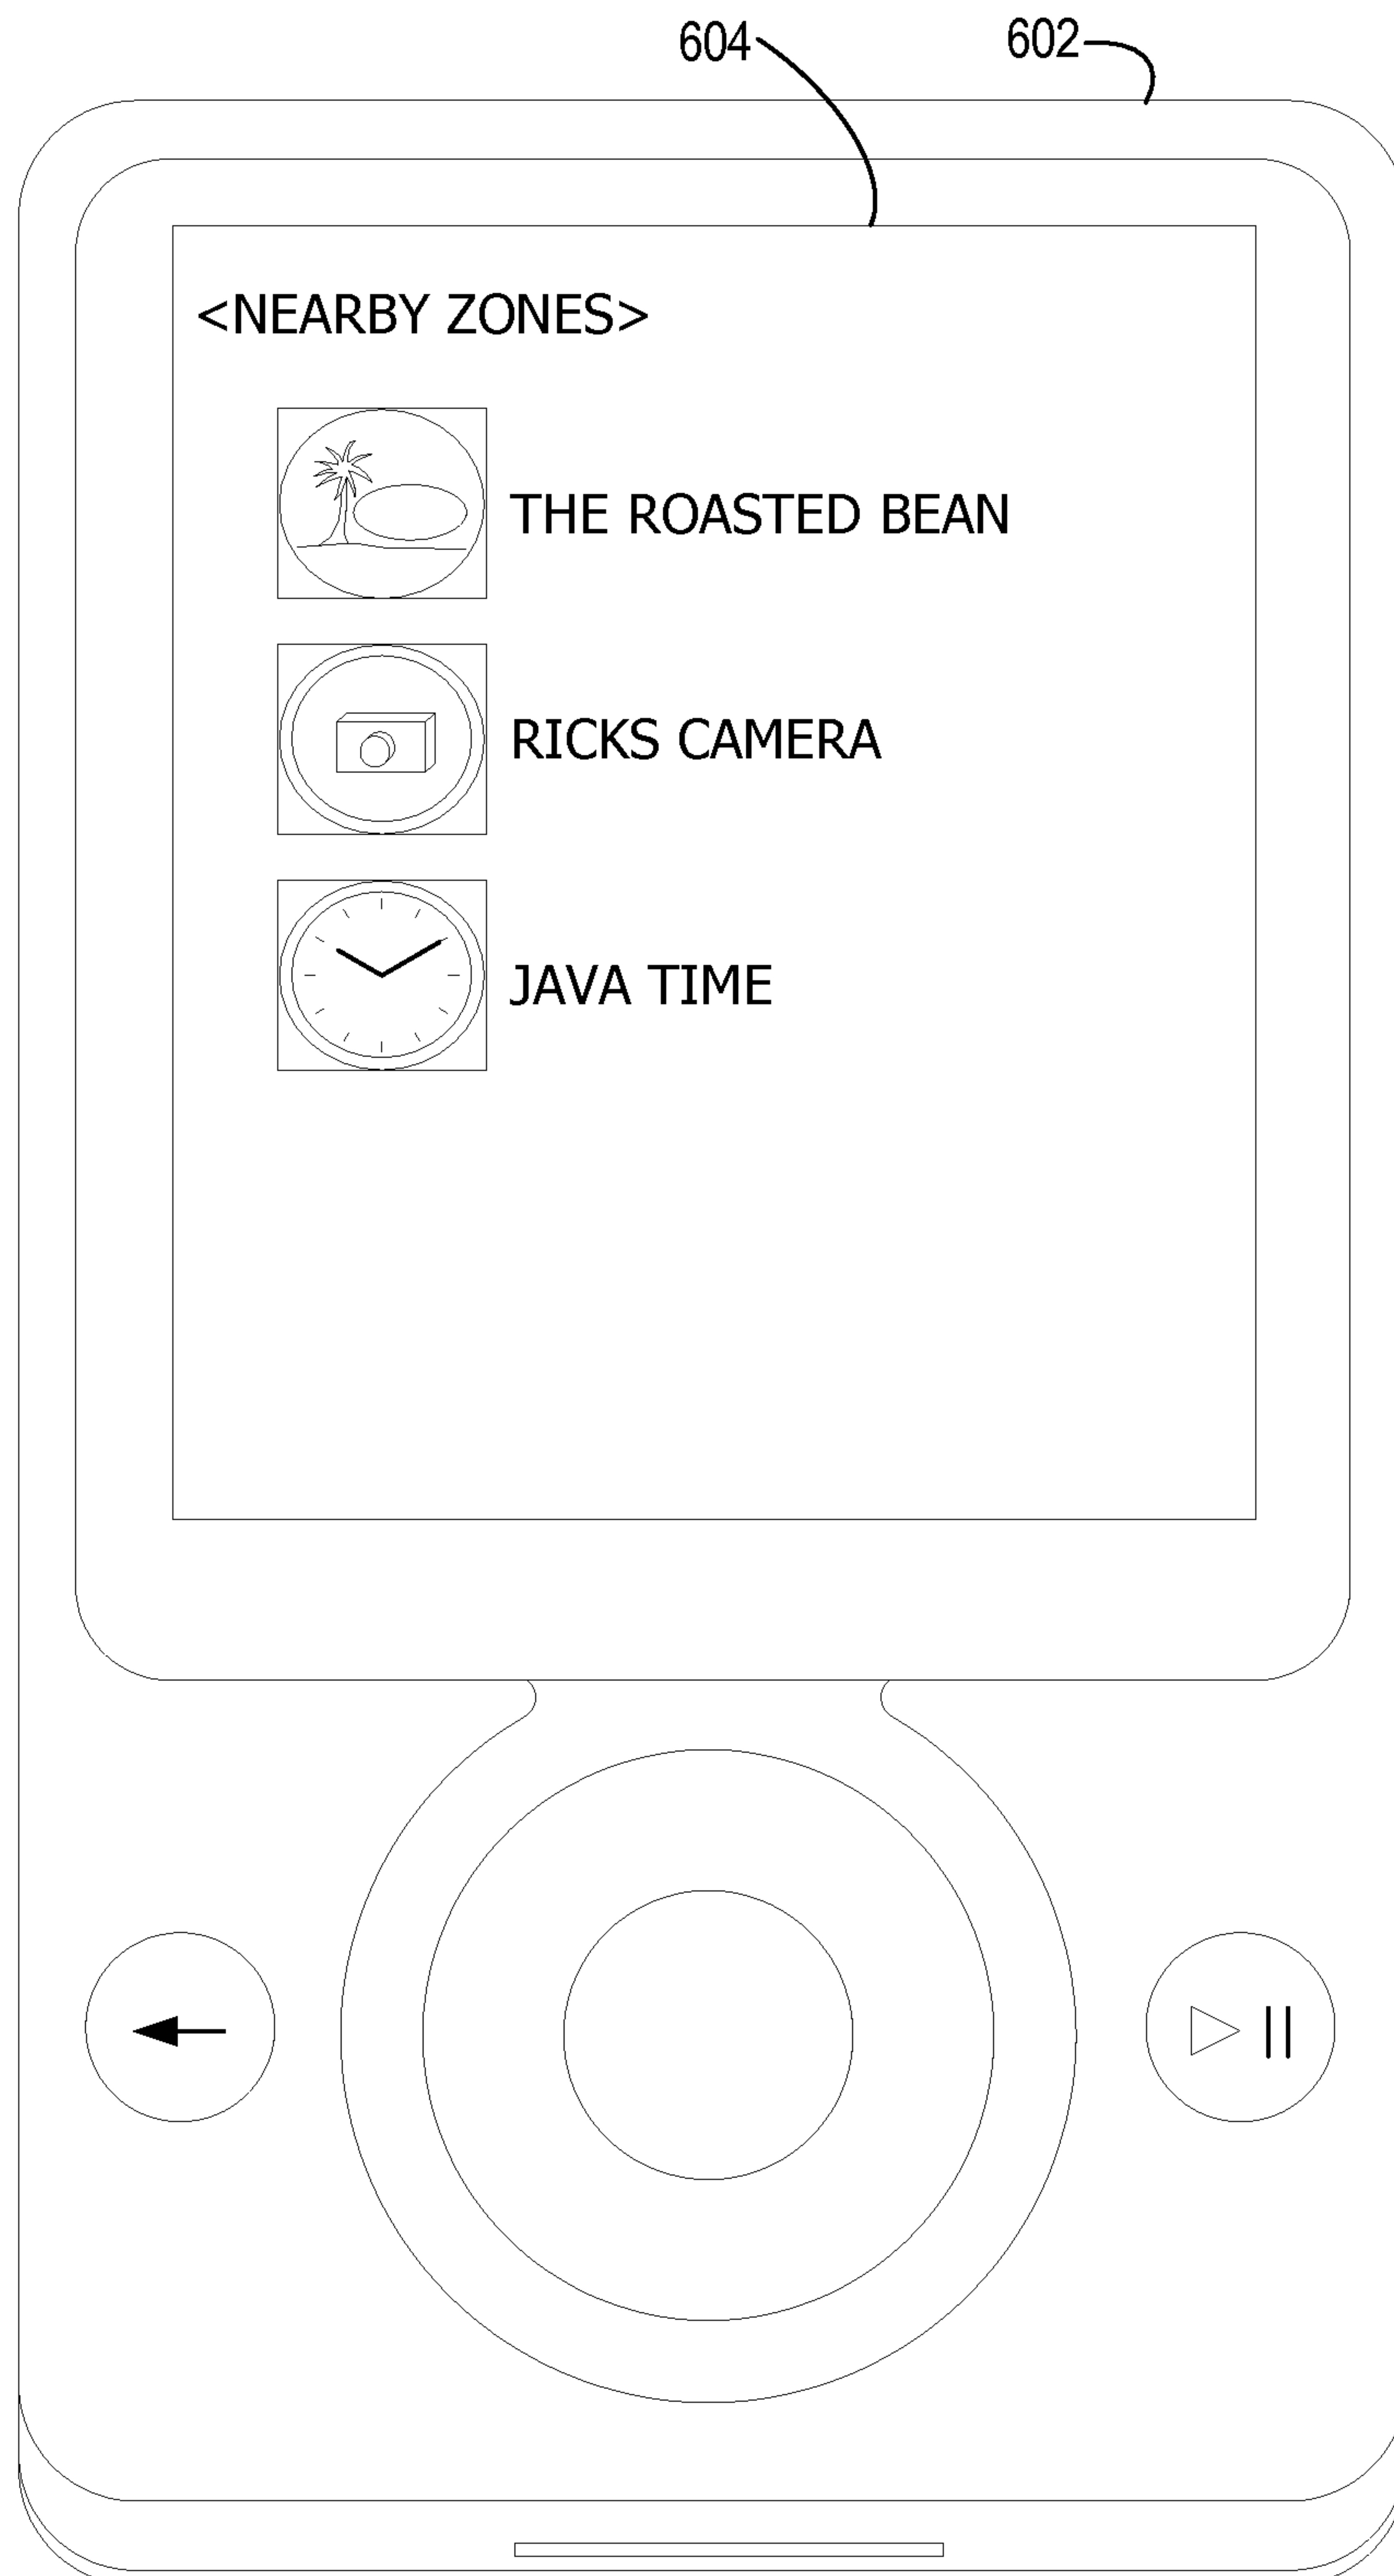 604 602
<NEARBY ZONES>
THE ROASTED BEAN
RICKS CAMERA
JAVA TIME